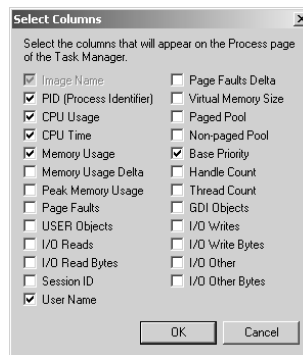 Select Columns
Select the columns that will appear on the Process page
of the Task Manager.
Image Name
PID (Process Identifier)
CPU Usage
CPU Time
Memory Usage
Memory Usage Delta
Peak Memory Usage
Page Faults
USER Objects
I/O Reads
I/O Read Bytes
Session ID
User Name
Page Faults Delta
Virtual Memory Size
Paged Pool
Non-paged Pool
Base Priority
Handle Count
Thread Count
GDI Objects
I/O Writes
I/O Write Bytes
I/O Other
I/O Other Bytes
OK
Cancel